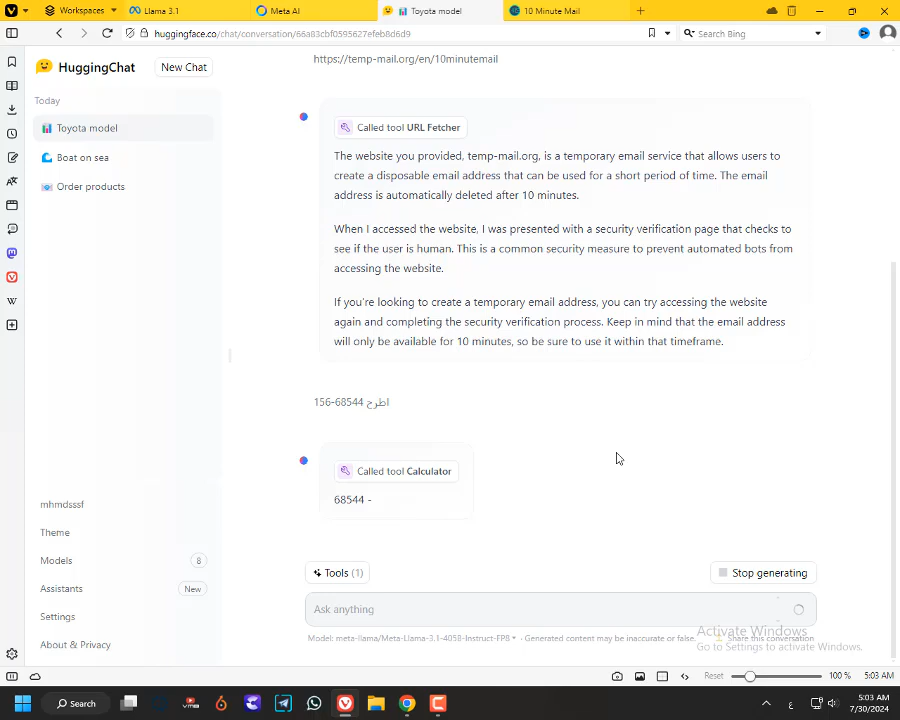 Workspaces
Llama 3.1
Meta AI
Toyota model
10 Minute Mail
huggingface.co/chat/conversation/66a83cbf0595627efeb8d6d9
Search Bing
HuggingChat
New Chat
https://temp-mail.org/en/10minutemail
Today
Toyota model
Boat on sea
Order products
Called tool URL Fetcher
The website you provided, temp-mail.org, is a temporary email service that allows users to
create a disposable email address that can be used for a short period of time. The email
address is automatically deleted after 10 minutes.
When I accessed the website, I was presented with a security verification page that checks to
see if the user is human. This is a common security measure to prevent automated bots from
accessing the website.
If you're looking to create a temporary email address, you can try accessing the website
again and completing the security verification process. Keep in mind that the email address
will only be available for 10 minutes, so be sure to use it within that timeframe.
اطرح 68544-156
Called tool Calculator
68544 -
mhmdsssf
Theme
Models
8
Assistants
New
Settings
About & Privacy
Tools (1)
Stop generating
Ask anything
Model: meta-llama/Meta-Llama-3.1-405B-Instruct-FP8 · Generated content may be inaccurate or false.
Share this conversation
Activate Windows
Go to Settings to activate Windows.
Reset
100 %
5:03 AM
Search
ع
5:03 AM
7/30/2024